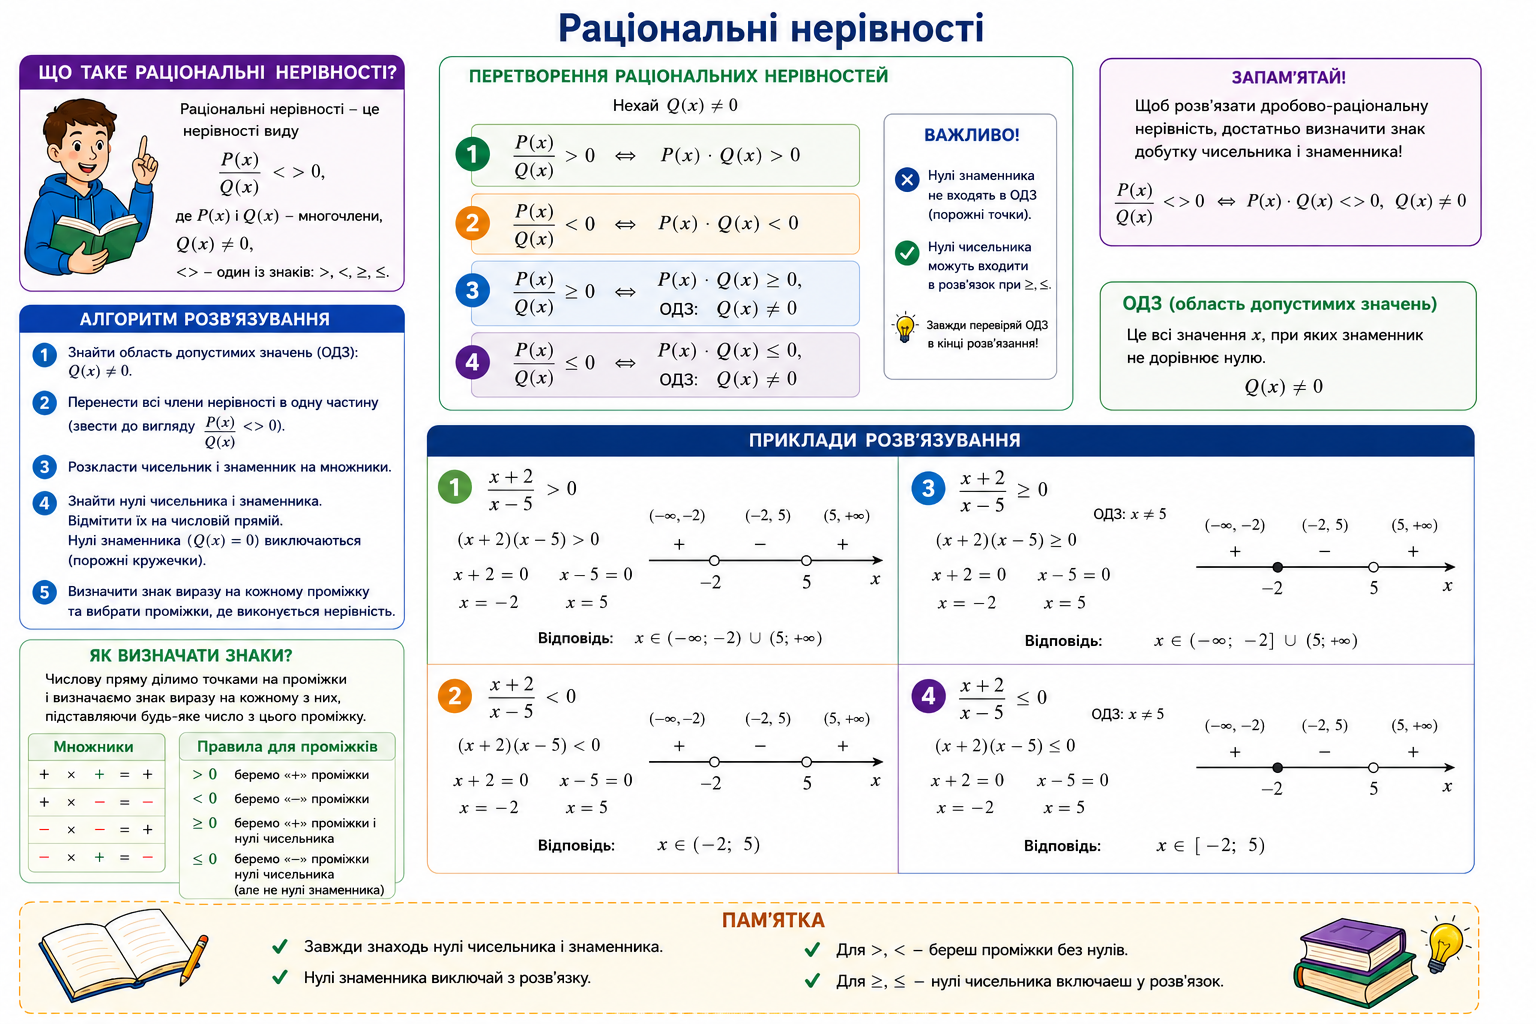 Раціональні нерівності
ЩО ТАКЕ РАЦІОНАЛЬНІ НЕРІВНОСТІ?
Раціональні нерівності – це
нерівності виду
P(x)/Q(x) < > 0,
де P(x) і Q(x) – многочлени,
Q(x) ≠ 0,
<> – один із знаків: >, <, ≥, ≤.
АЛГОРИТМ РОЗВ'ЯЗУВАННЯ
1 Знайти область допустимих значень (ОДЗ):
Q(x) ≠ 0.
2 Перенести всі члени нерівності в одну частину
(звести до вигляду P(x)/Q(x) <> 0).
3 Розкласти чисельник і знаменник на множники.
4 Знайти нулі чисельника і знаменника.
Відмітити їх на числовій прямій.
Нулі знаменника (Q(x) = 0) виключаються
(порожні кружечки).
5 Визначити знак виразу на кожному проміжку
та вибрати проміжки, де виконується нерівність.
ЯК ВИЗНАЧАТИ ЗНАКИ?
Числову пряму ділимо точками на проміжки
і визначаємо знак виразу на кожному з них,
підставляючи будь-яке число з цього проміжку.
Множники
+ × + = +
+ × − = −
− × − = +
− × + = −
Правила для проміжків
> 0 беремо «+» проміжки
< 0 беремо «−» проміжки
≥ 0 беремо «+» проміжки і
нулі чисельника
≤ 0 беремо «−» проміжки
нулі чисельника
(але не нулі знаменника)
ПЕРЕТВОРЕННЯ РАЦІОНАЛЬНИХ НЕРІВНОСТЕЙ
Нехай Q(x) ≠ 0
1 P(x)/Q(x) > 0 ⇔ P(x) · Q(x) > 0
2 P(x)/Q(x) < 0 ⇔ P(x) · Q(x) < 0
3 P(x)/Q(x) ≥ 0 ⇔ P(x) · Q(x) ≥ 0,
ОДЗ: Q(x) ≠ 0
4 P(x)/Q(x) ≤ 0 ⇔ P(x) · Q(x) ≤ 0,
ОДЗ: Q(x) ≠ 0
ВАЖЛИВО!
Нулі знаменника
не входять в ОДЗ
(порожні точки).
Нулі чисельника
можуть входити
в розв'язок при ≥, ≤.
Завжди перевіряй ОДЗ
в кінці розв'язання!
ЗАПАМ'ЯТАЙ!
Щоб розв'язати дробово-раціональну
нерівність, достатньо визначити знак
добутку чисельника і знаменника!
P(x)/Q(x) <> 0 ⇔ P(x) · Q(x) <> 0, Q(x) ≠ 0
ОДЗ (область допустимих значень)
Це всі значення x, при яких знаменник
не дорівнює нулю.
Q(x) ≠ 0
ПРИКЛАДИ РОЗВ'ЯЗУВАННЯ
1 (x + 2)/(x − 5) > 0
(x + 2)(x − 5) > 0
x + 2 = 0 x − 5 = 0
x = −2 x = 5
(−∞, −2) (−2, 5) (5, +∞)
+ − +
−2 5 x
Відповідь: x ∈ (−∞; −2) ∪ (5; +∞)
2 (x + 2)/(x − 5) < 0
(x + 2)(x − 5) < 0
x + 2 = 0 x − 5 = 0
x = −2 x = 5
(−∞, −2) (−2, 5) (5, +∞)
+ − +
−2 5 x
Відповідь: x ∈ (−2; 5)
3 (x + 2)/(x − 5) ≥ 0
ОДЗ: x ≠ 5
(x + 2)(x − 5) ≥ 0
x + 2 = 0 x − 5 = 0
x = −2 x = 5
(−∞, −2) (−2, 5) (5, +∞)
+ − +
−2 5 x
Відповідь: x ∈ (−∞; −2] ∪ (5; +∞)
4 (x + 2)/(x − 5) ≤ 0
ОДЗ: x ≠ 5
(x + 2)(x − 5) ≤ 0
x + 2 = 0 x − 5 = 0
x = −2 x = 5
(−∞, −2) (−2, 5) (5, +∞)
+ − +
−2 5 x
Відповідь: x ∈ [−2; 5)
ПАМ'ЯТКА
Завжди знаходь нулі чисельника і знаменника.
Нулі знаменника виключай з розв'язку.
Для >, < – береш проміжки без нулів.
Для ≥, ≤ – нулі чисельника включаеш у розв'язок.